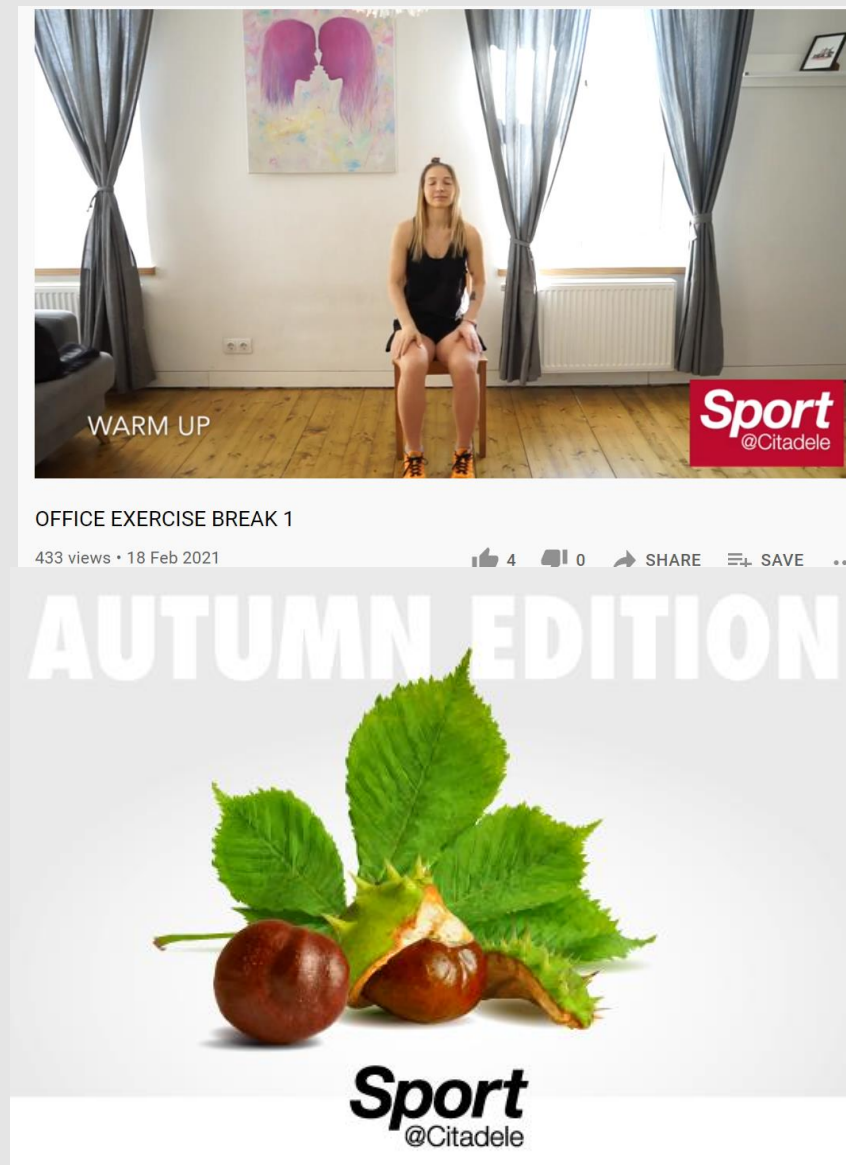 WARM UP
Sport
@Citadele
OFFICE EXERCISE BREAK 1
433 views • 18 Feb 2021
4
0
SHARE
SAVE
AUTUMN EDITION
Sport
@Citadele